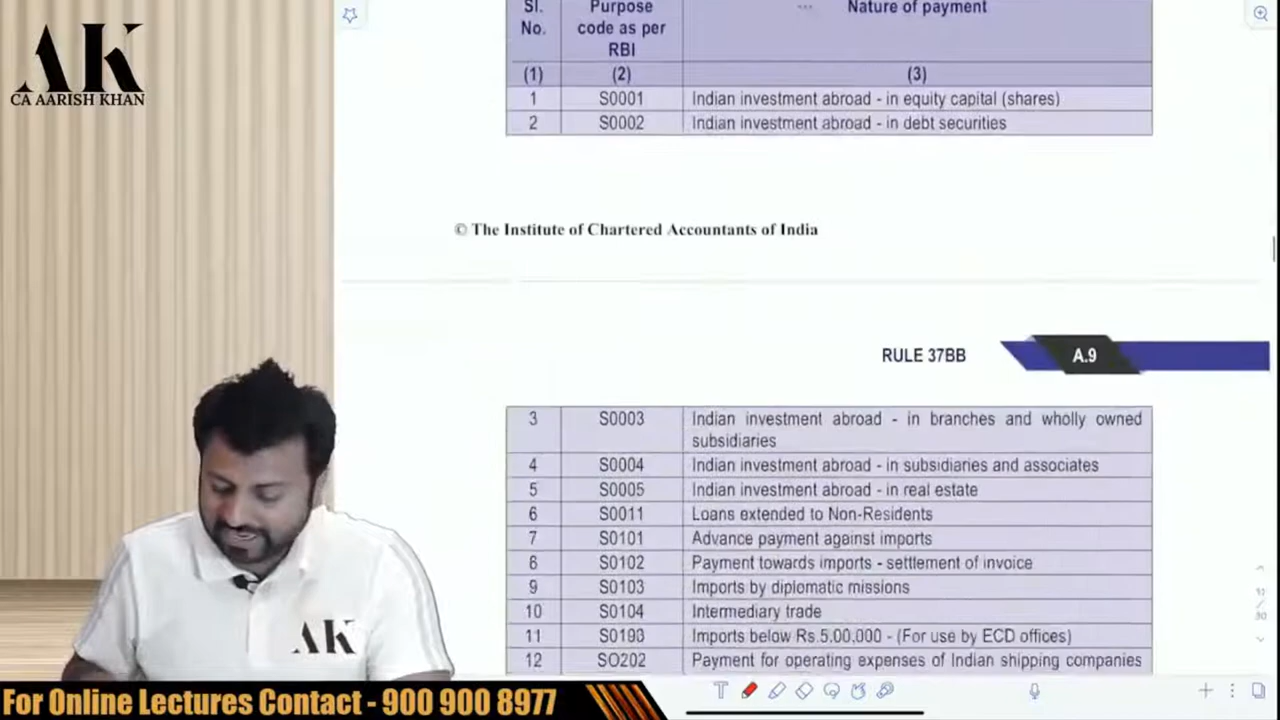 AK
CA AARISH KHAN
Sl. No.
Purpose code as per RBI
Nature of payment
(1) (2) (3)
1 S0001 Indian investment abroad - in equity capital (shares)
2 S0002 Indian investment abroad - in debt securities
© The Institute of Chartered Accountants of India
RULE 37BB A.9
3 S0003 Indian investment abroad - in branches and wholly owned
subsidiaries
4 S0004 Indian investment abroad - in subsidiaries and associates
5 S0005 Indian investment abroad - in real estate
6 S0011 Loans extended to Non-Residents
7 S0101 Advance payment against imports
8 S0102 Payment towards imports - settlement of invoice
9 S0103 Imports by diplomatic missions
10 S0104 Intermediary trade
11 S0190 Imports below Rs.5,00,000 - (For use by ECD offices)
12 SO202 Payment for operating expenses of Indian shipping companies
AK
For Online Lectures Contact - 900 900 8977